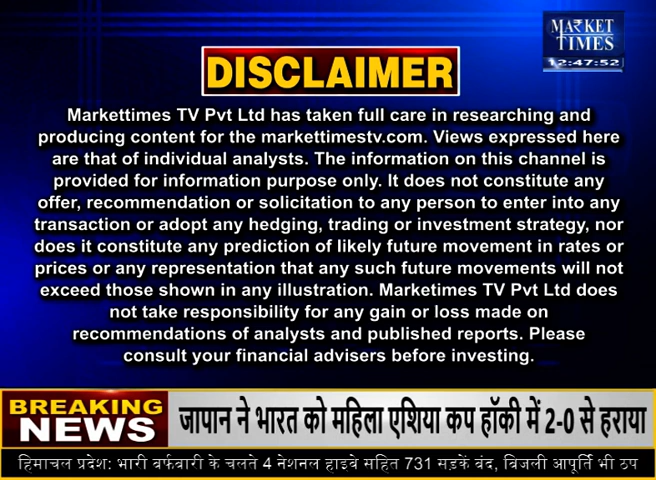 MARKET
TIMES
12:47:52
DISCLAIMER
Markettimes TV Pvt Ltd has taken full care in researching and
producing content for the markettimestv.com. Views expressed here
are that of individual analysts. The information on this channel is
provided for information purpose only. It does not constitute any
offer, recommendation or solicitation to any person to enter into any
transaction or adopt any hedging, trading or investment strategy, nor
does it constitute any prediction of likely future movement in rates or
prices or any representation that any such future movements will not
exceed those shown in any illustration. Marketimes TV Pvt Ltd does
not take responsibility for any gain or loss made on
recommendations of analysts and published reports. Please
consult your financial advisers before investing.
BREAKING
NEWS
जापान ने भारत को महिला एशिया कप हॉकी में 2-0 से हराया
हिमाचल प्रदेश: भारी बर्फबारी के चलते 4 नेशनल हाइवे सहित 731 सड़कें बंद, बिजली आपूर्ति भी ठप